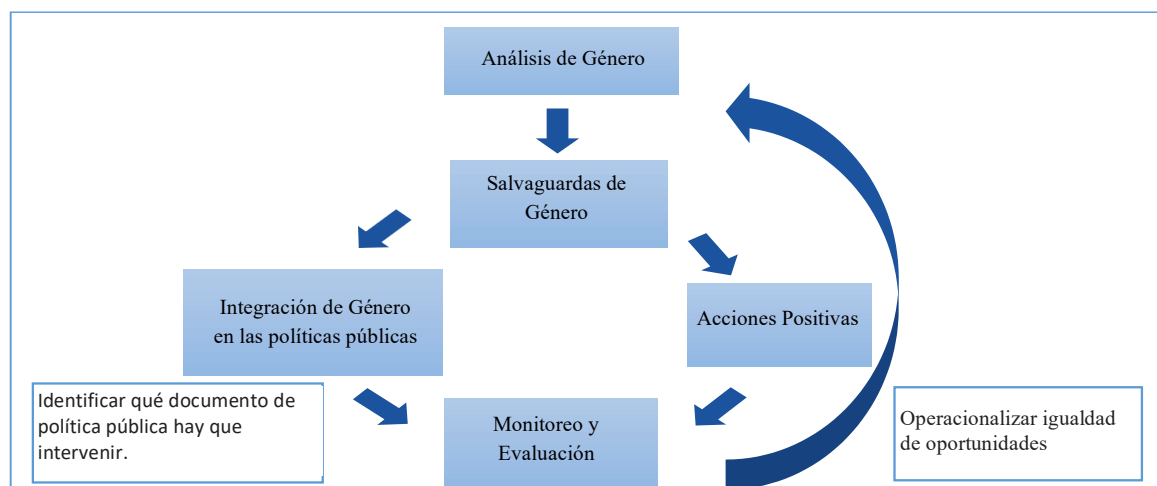 Análisis de Género
Salvaguardas de
Género
Integración de Género
en las políticas públicas
Acciones Positivas
Identificar qué documento de
política pública hay que
intervenir.
Monitoreo y
Evaluación
Operacionalizar igualdad
de oportunidades